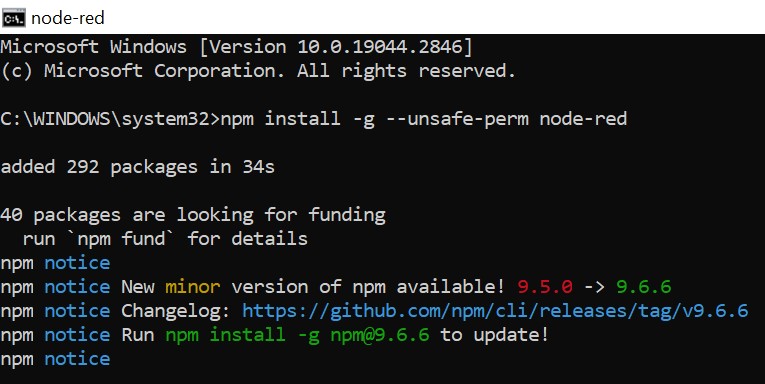 node-red
Microsoft Windows [Version 10.0.19044.2846]
(c) Microsoft Corporation. All rights reserved.
C:\WINDOWS\system32>npm install -g --unsafe-perm node-red
added 292 packages in 34s
40 packages are looking for funding
  run `npm fund` for details
npm notice
npm notice New minor version of npm available! 9.5.0 -> 9.6.6
npm notice Changelog: https://github.com/npm/cli/releases/tag/v9.6.6
npm notice Run npm install -g npm@9.6.6 to update!
npm notice